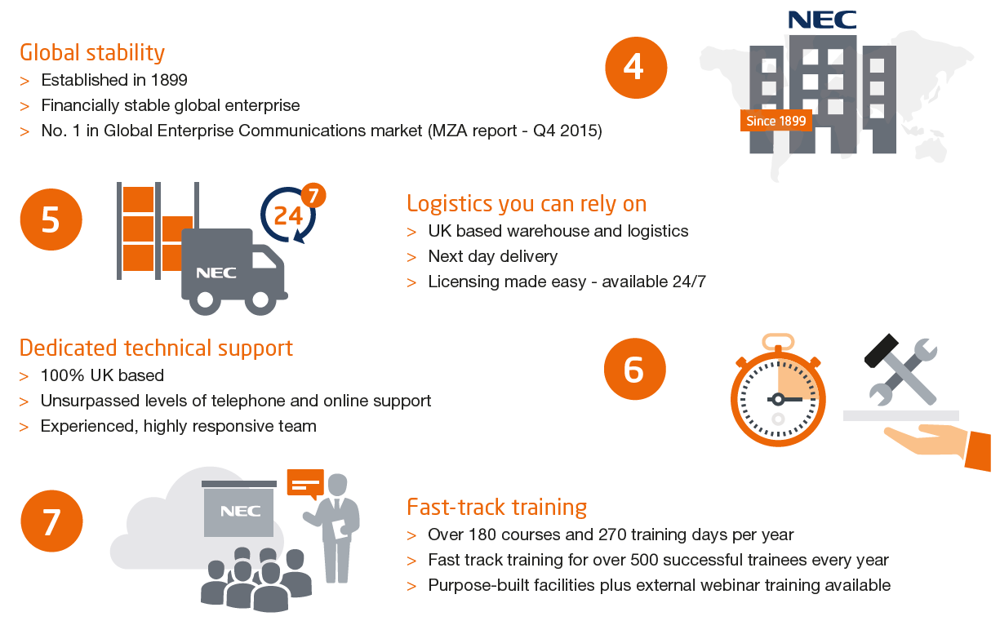 NEC
Global stability
4
> Established in 1899
> Financially stable global enterprise
> No. 1 in Global Enterprise Communications market (MZA report - Q4 2015)
Since 1899
5
24
7
NEC
Logistics you can rely on
> UK based warehouse and logistics
> Next day delivery
> Licensing made easy - available 24/7
Dedicated technical support
> 100% UK based
> Unsurpassed levels of telephone and online support
> Experienced, highly responsive team
6
7
NEC
Fast-track training
> Over 180 courses and 270 training days per year
> Fast track training for over 500 successful trainees every year
> Purpose-built facilities plus external webinar training available